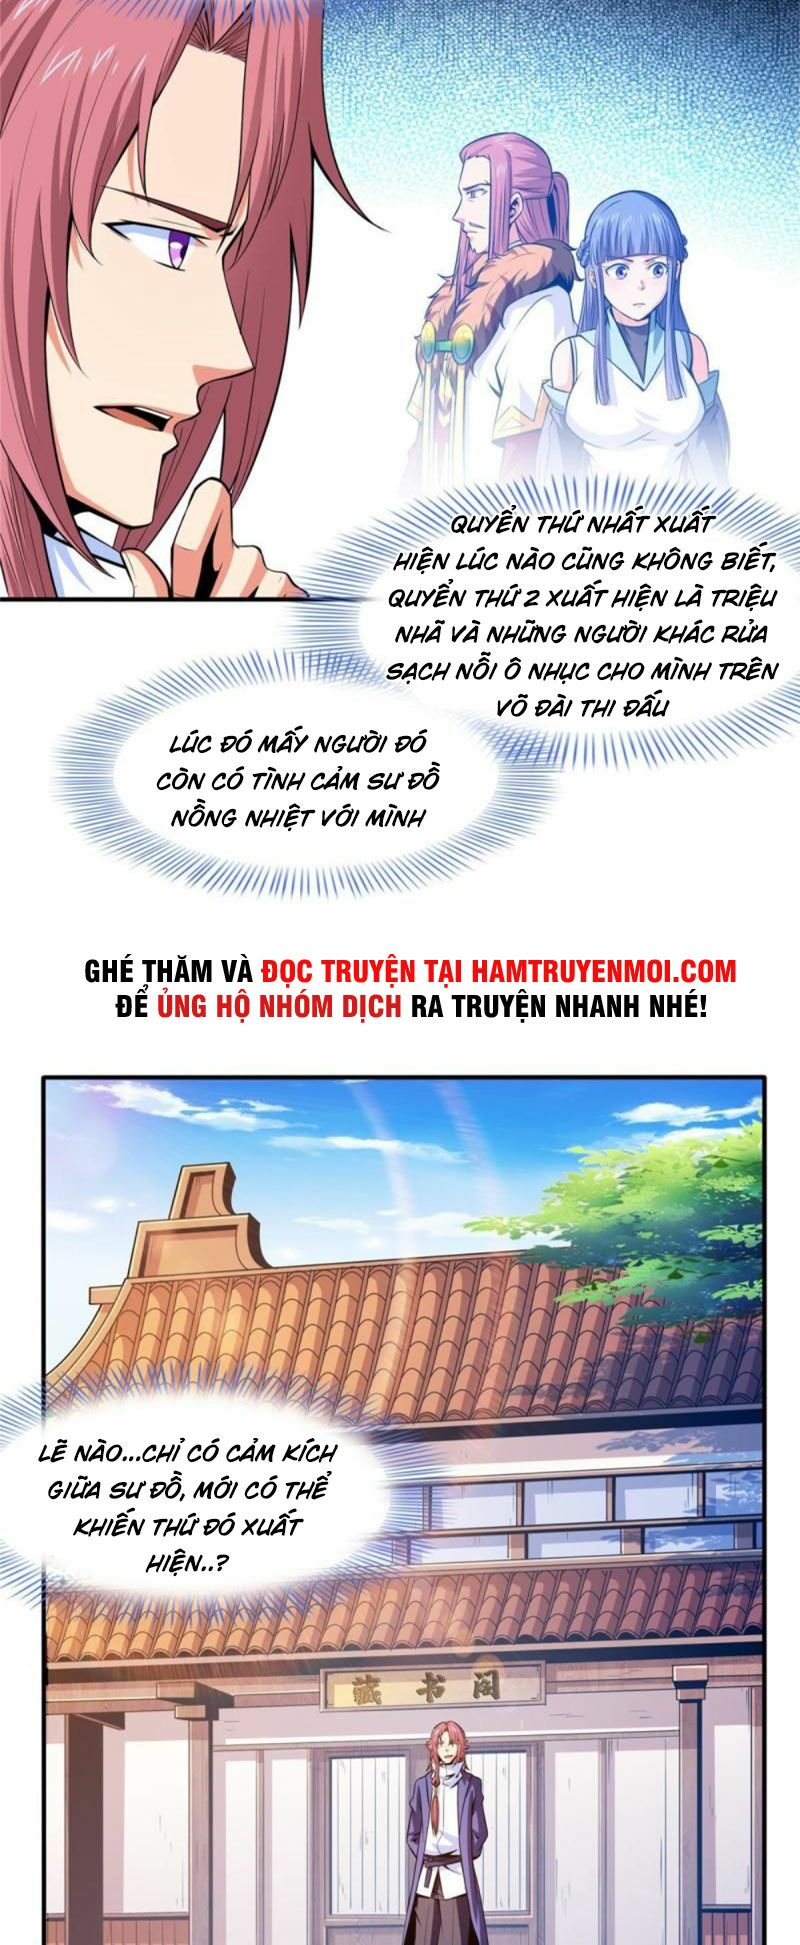 QUYỂN THỨ NHẤT XUẤT
HIỆN LÚC NÀO CŨNG KHÔNG BIẾT,
QUYỂN THỨ 2 XUẤT HIỆN LÀ TRIỆU
NHÃ VÀ NHỮNG NGƯỜI KHÁC RỬA
SẠCH NỖI Ô NHỤC CHO MÌNH TRÊN
VÕ ĐÀI THI ĐẤU
LÚC ĐÓ MẤY NGƯỜI ĐÓ
CÒN CÓ TÌNH CẢM SƯ ĐỒ
NỒNG NHIỆT VỚI MÌNH
GHÉ THĂM VÀ ĐỌC TRUYỆN TẠI HAMTRUYENMOI.COM
ĐỂ ỦNG HỘ NHÓM DỊCH RA TRUYỆN NHANH NHÉ!
LẼ NÀO...CHỈ CÓ CẢM KÍCH
GIỮA SƯ ĐỒ, MỚI CÓ THỂ
KHIẾN THỨ ĐÓ XUẤT
HIỆN..?
藏书阁